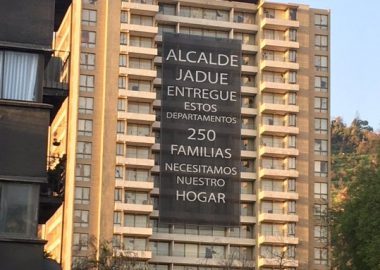 ALCALDE
JADUE
ENTREGUE
ESTOS
DEPARTAMENTOS
250
FAMILIAS
NECESITAMOS
NUESTRO
HOGAR